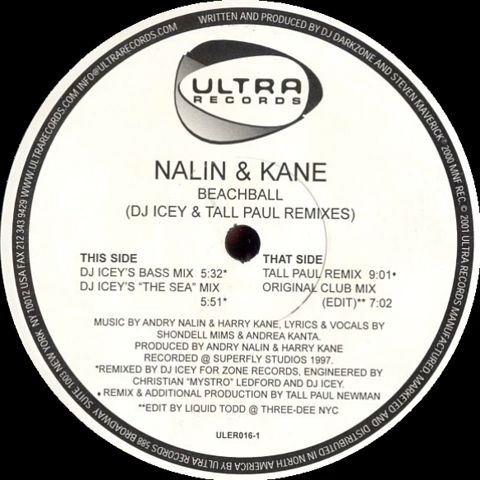 WRITTEN AND PRODUCED BY DJ DARKZONE AND STEVEN MAVERICK® 2000 MNF REC. © 2001 ULTRA RECORDS MANUFACTURED, MARKETED AND DISTRIBUTED IN NORTH AMERICA BY ULTRA RECORDS 588 BROADWAY SUITE 1003 NEW YORK, NY 10012 USA FAX 212 343 9429 WWW.ULTRARECORDS.COM INFO@ULTRARECORDS.COM
ULTRA
RECORDS
NALIN & KANE
BEACHBALL
(DJ ICEY & TALL PAUL REMIXES)
THIS SIDE
DJ ICEY'S BASS MIX 5:32*
DJ ICEY'S "THE SEA" MIX
5:51*
THAT SIDE
TALL PAUL REMIX 9:01♦
ORIGINAL CLUB MIX
(EDIT)** 7:02
MUSIC BY ANDRY NALIN & HARRY KANE, LYRICS & VOCALS BY
SHONDELL MIMS & ANDREA KANTA.
PRODUCED BY ANDRY NALIN & HARRY KANE
RECORDED @ SUPERFLY STUDIOS 1997.
*REMIXED BY DJ ICEY FOR ZONE RECORDS, ENGINEERED BY
CHRISTIAN "MYSTRO" LEDFORD AND DJ ICEY.
♦ REMIX & ADDITIONAL PRODUCTION BY TALL PAUL NEWMAN
**EDIT BY LIQUID TODD @ THREE-DEE NYC
ULER016-1